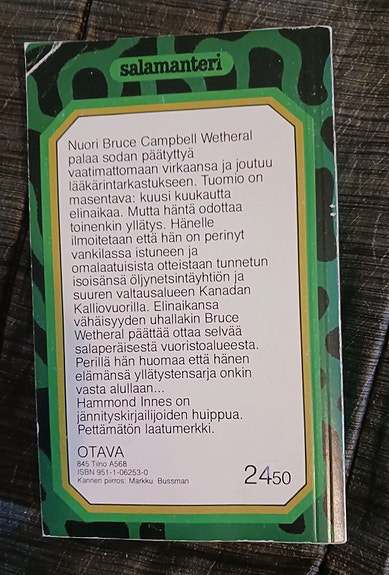 salamanteri
Nuori Bruce Campbell Wetheral
palaa sodan päätyttyä
vaatimattomaan virkaansa ja joutuu
lääkärintarkastukseen. Tuomio on
masentava: kuusi kuukautta
elinaikaa. Mutta häntä odottaa
toinenkin yllätys. Hänelle
ilmoitetaan että hän on perinyt
vankilassa istuneen ja
omalaatuisista otteistaan tunnetun
isoisänsä öljynetsintäyhtiön ja
suuren valtausalueen Kanadan
Kalliovuorilla. Elinaikansa
vähäisyyden uhallakin Bruce
Wetheral päättää ottaa selvää
salaperäisestä vuoristoalueesta.
Perillä hän huomaa että hänen
elämänsä yllätystensarja onkin
vasta alullaan...
Hammond Innes on
jännityskirjailijoiden huippua.
Pettämätön laatumerkki.
OTAVA
845 Tiino A568
ISBN 951-1-06253-0
Kannen piirros: Markku Bussman
2450